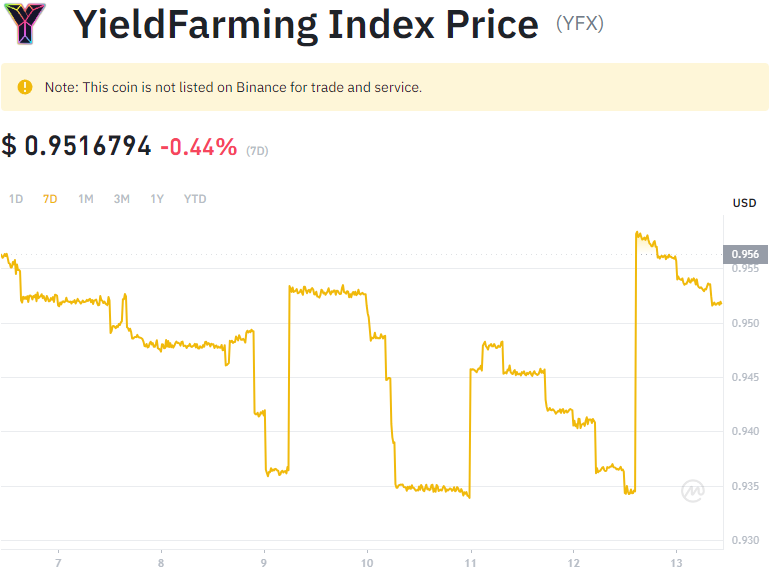 YieldFarming Index Price (YFX)
Note: This coin is not listed on Binance for trade and service.
$ 0.9516794 -0.44% (7D)
1D 7D 1M 3M 1Y YTD
USD
0.956
0.955
0.950
0.945
0.940
0.935
0.930
7 8 9 10 11 12 13